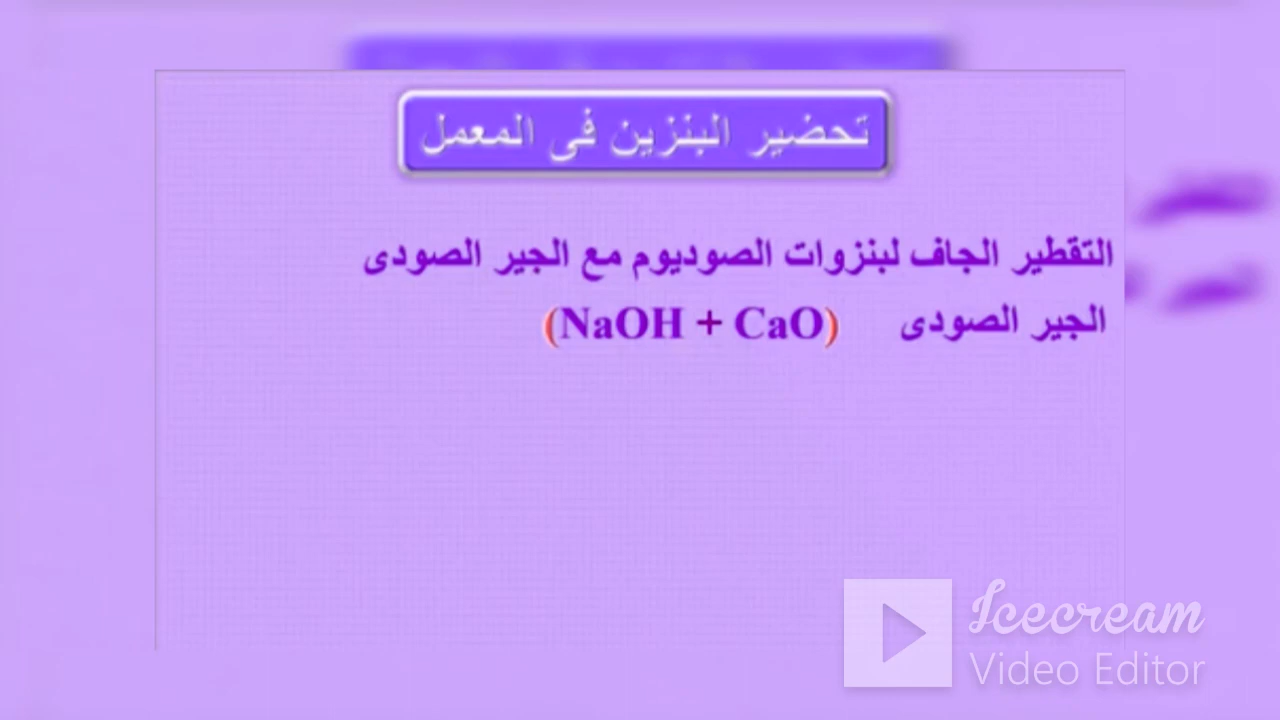 تحضير البنزين فى المعمل
التقطير الجاف لبنزوات الصوديوم مع الجير الصودى
الجير الصودى (NaOH + CaO)
Icecream
Video Editor